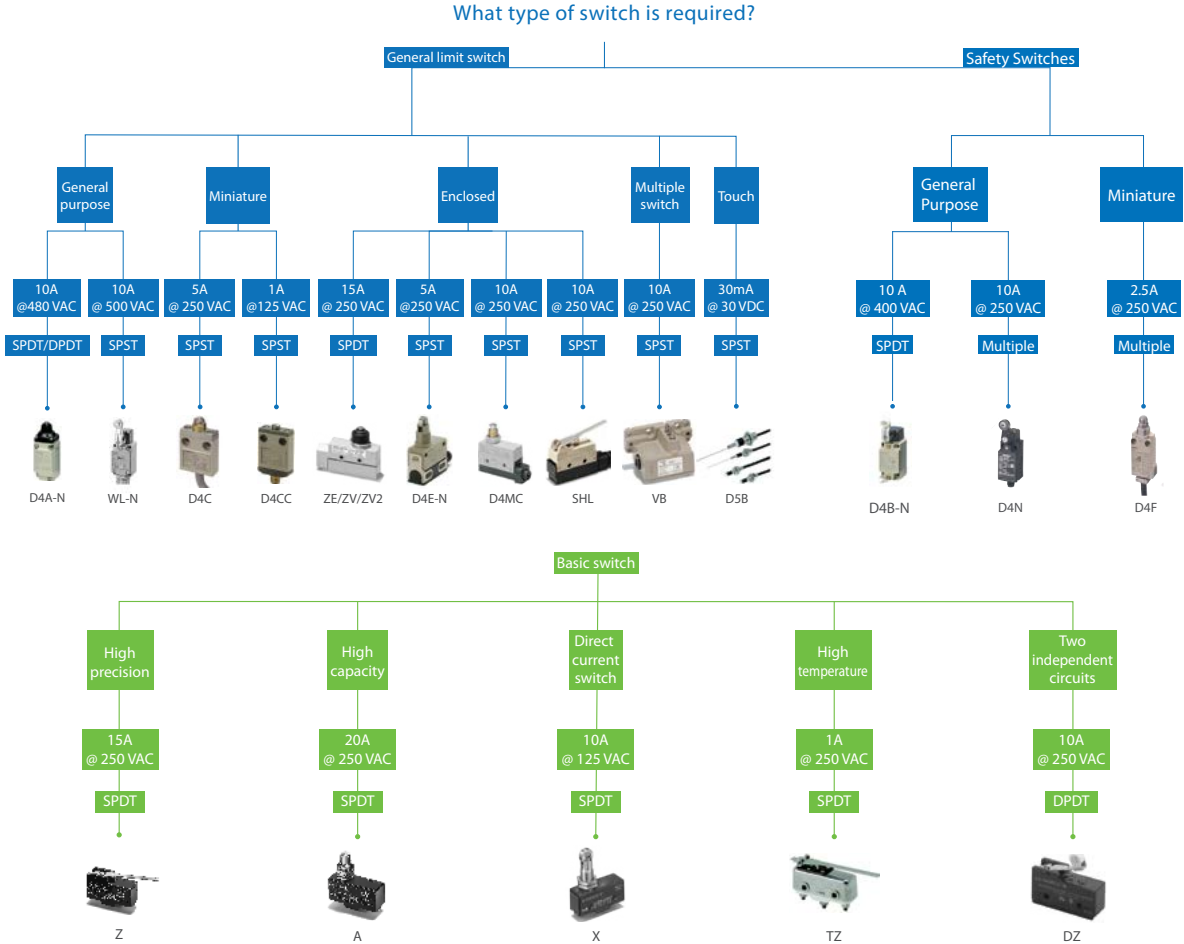 What type of switch is required?
General limit switch
Safety Switches
General
purpose
Miniature
Enclosed
Multiple
switch
Touch
General
Purpose
Miniature
10A
@480 VAC
10A
@ 500 VAC
5A
@ 250 VAC
1A
@125 VAC
15A
@ 250 VAC
5A
@250 VAC
10A
@ 250 VAC
10A
@ 250 VAC
10A
@ 250 VAC
30mA
@ 30 VDC
10 A
@ 400 VAC
10A
@ 250 VAC
2.5A
@ 250 VAC
SPDT/DPDT
SPST
SPST
SPST
SPDT
SPST
SPST
SPST
SPST
SPST
SPDT
Multiple
Multiple
D4A-N
WL-N
D4C
D4CC
ZE/ZV/ZV2
D4E-N
D4MC
SHL
VB
D5B
D4B-N
D4N
D4F
Basic switch
High
precision
High
capacity
Direct
current
switch
High
temperature
Two
independent
circuits
15A
@ 250 VAC
20A
@ 250 VAC
10A
@ 125 VAC
1A
@ 250 VAC
10A
@ 250 VAC
SPDT
SPDT
SPDT
SPDT
DPDT
Z
A
X
TZ
DZ